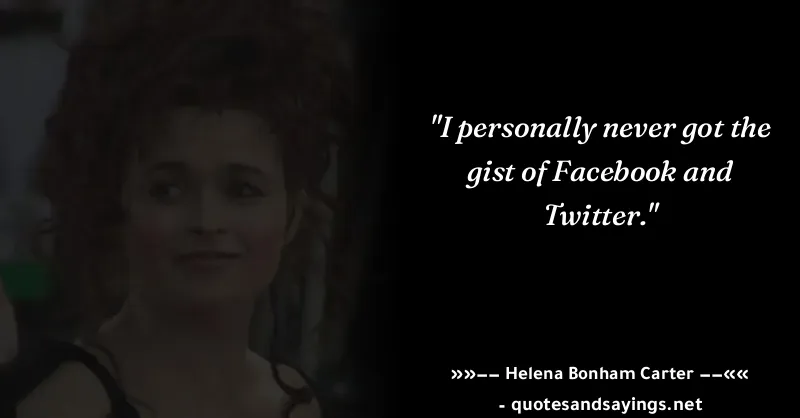 "I personally never got the
gist of Facebook and
Twitter."
»»–– Helena Bonham Carter ––««
- quotesandsayings.net